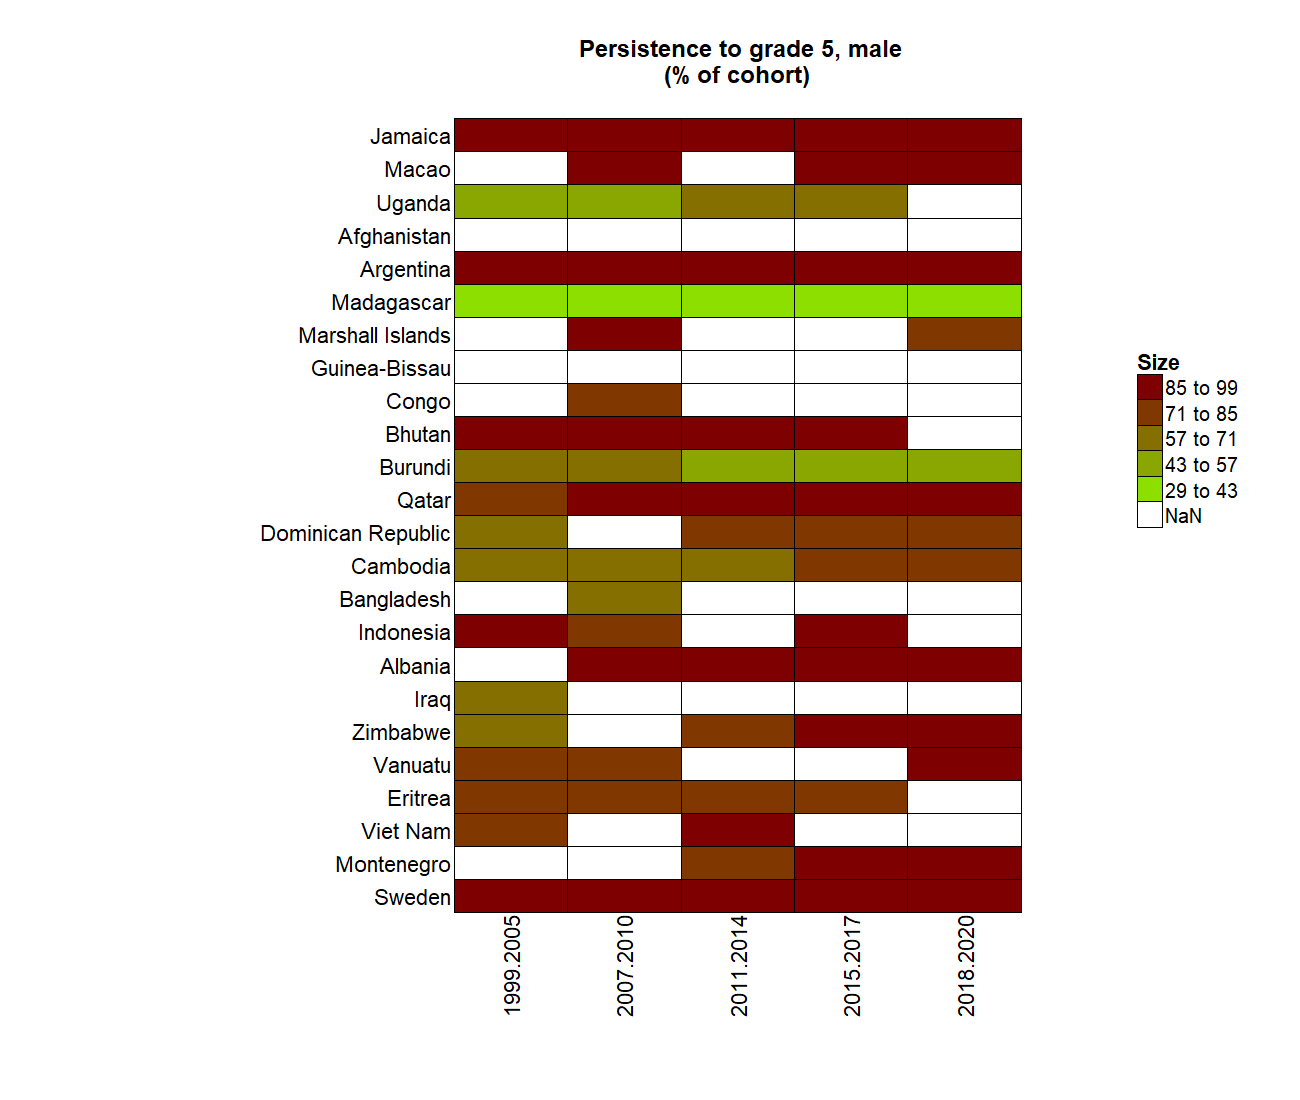 Persistence to grade 5, male
(% of cohort)
Jamaica
Macao
Uganda
Afghanistan
Argentina
Madagascar
Marshall Islands
Guinea-Bissau
Congo
Bhutan
Burundi
Qatar
Dominican Republic
Cambodia
Bangladesh
Indonesia
Albania
Iraq
Zimbabwe
Vanuatu
Eritrea
Viet Nam
Montenegro
Sweden
1999.2005
2007.2010
2011.2014
2015.2017
2018.2020
Size
85 to 99
71 to 85
57 to 71
43 to 57
29 to 43
NaN